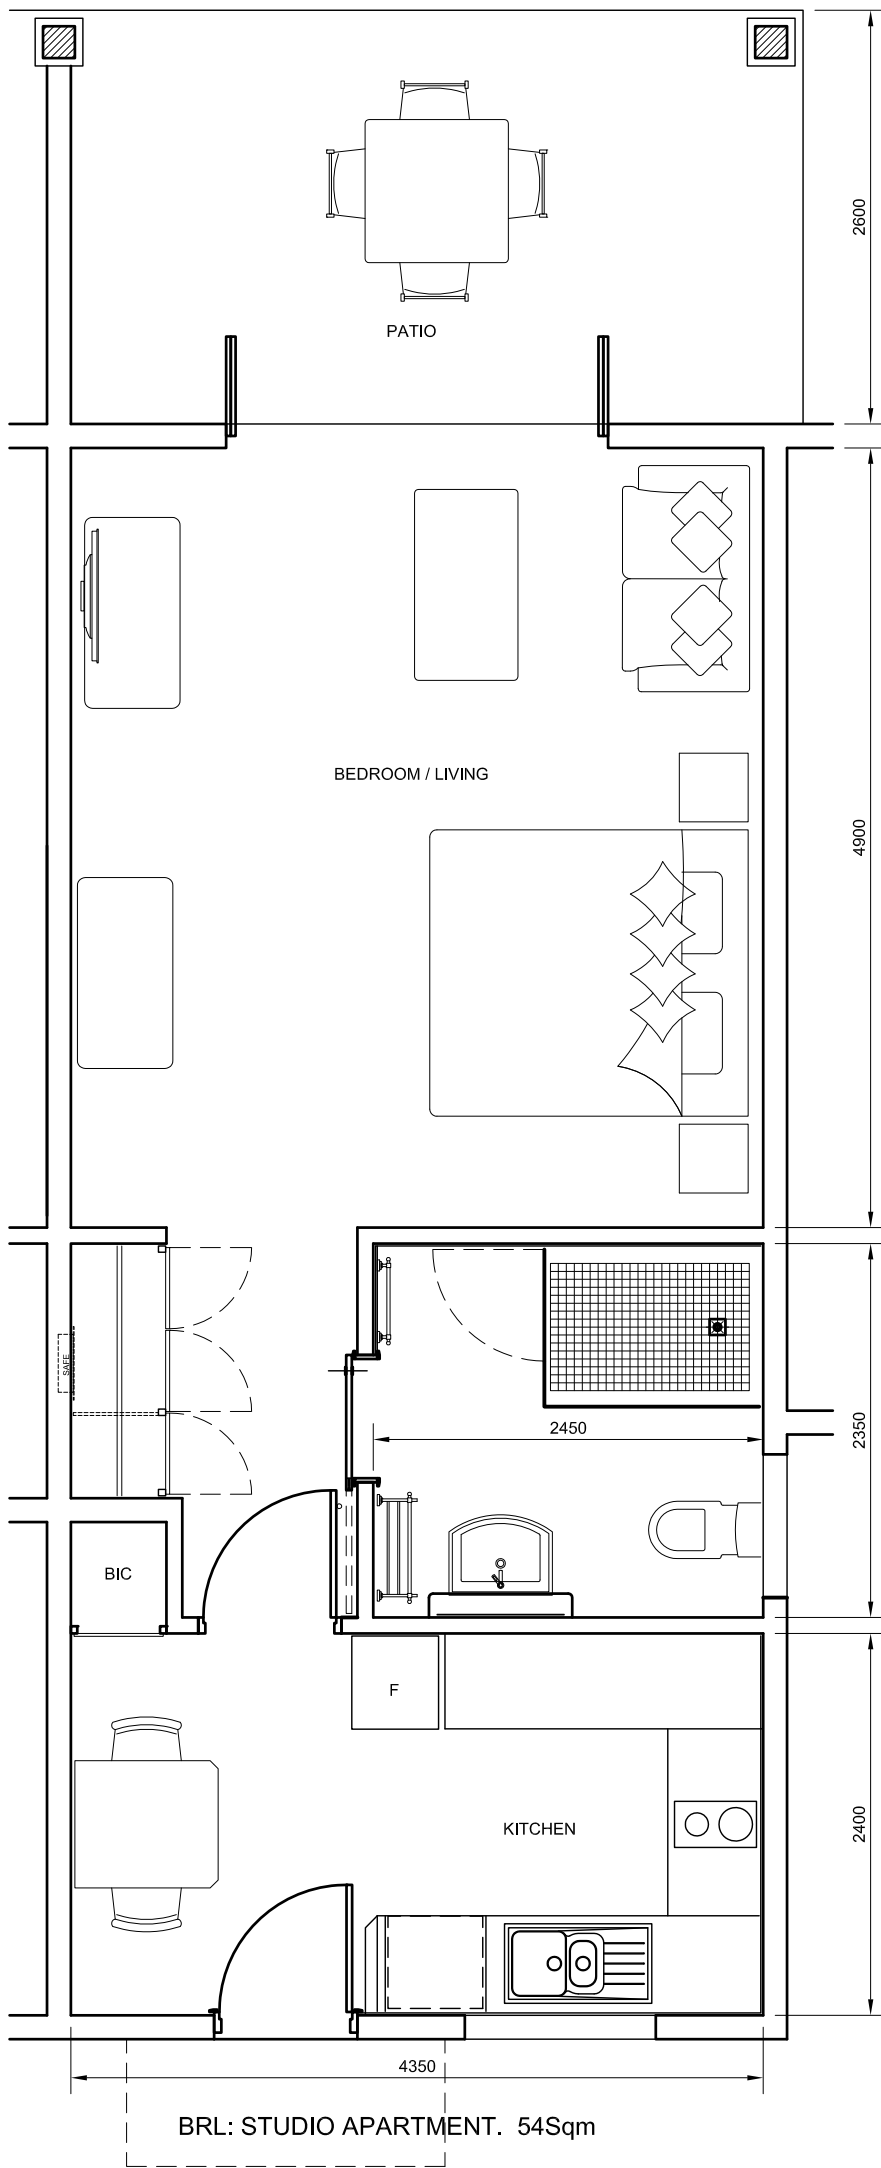 2600
PATIO
BEDROOM / LIVING
4900
SAFE
2450
2350
BIC
F
KITCHEN
2400
4350
BRL: STUDIO APARTMENT. 54Sqm